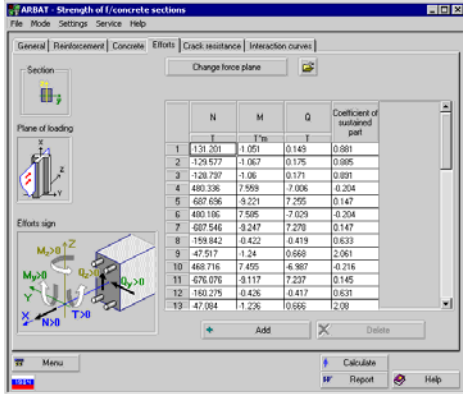 ARBAT - Strength of f/concrete sections
File Mode Settings Service Help
General Reinforcement Concrete Efforts Crack resistance Interaction curves
Section
Change force plane
Plane of loading
Efforts sign
N M Q Coefficient of sustained part
T T*m T
1 -131.201 -1.051 0.149 0.881
2 -129.577 -1.067 0.175 0.885
3 -128.797 -1.06 0.171 0.891
4 480.336 7.559 -7.006 -0.204
5 -687.696 -9.221 7.255 0.147
6 480.186 7.585 -7.029 -0.204
7 -687.546 -9.247 7.278 0.147
8 -159.842 -0.422 -0.419 0.633
9 -47.517 -1.24 0.668 2.061
10 468.716 7.455 -6.987 -0.216
11 -676.076 -9.117 7.237 0.145
12 -160.275 -0.426 -0.417 0.631
13 -47.084 -1.236 0.666 2.08
y
X
Z
Y
Z
Mz>0
My>0
Qz>0
Qy>0
Y
X
N>0
T>0
Add
Delete
Menu
Calculate
Report
Help